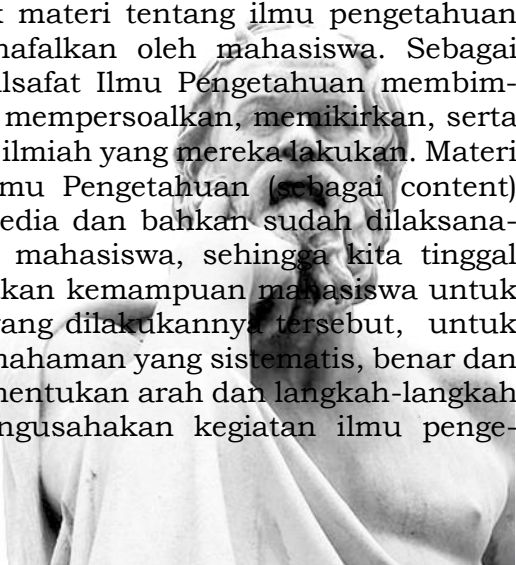 materi tentang ilmu pengetahuan
nafalkan oleh mahasiswa. Sebagai
lsafat Ilmu Pengetahuan membim-
mempersoalkan, memikirkan, serta
ilmiah yang mereka lakukan. Materi
mu Pengetahuan (sebagai content)
edia dan bahkan sudah dilaksana-
mahasiswa, sehingga kita tinggal
kan kemampuan mahasiswa untuk
ang dilakukannya tersebut, untuk
nahaman yang sistematis, benar dan
nentukan arah dan langkah-langkah
ngusahakan kegiatan ilmu penge-